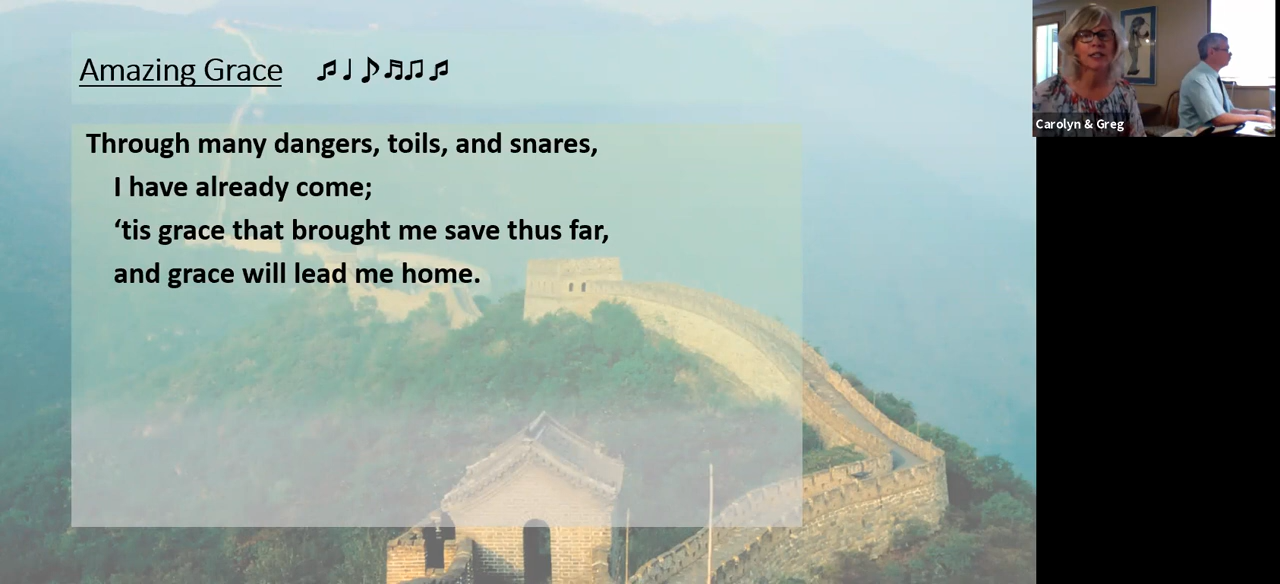 Amazing Grace ♫ ♩ ♪ ♬ ♫ ♫
Through many dangers, toils, and snares,
I have already come;
‘tis grace that brought me save thus far,
and grace will lead me home.
Carolyn & Greg